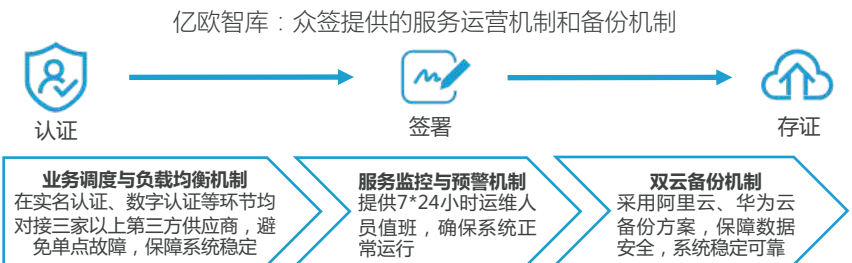 亿欧智库：众签提供的服务运营机制和备份机制
认证
签署
存证
业务调度与负载均衡机制
在实名认证、数字认证等环节均
对接三家以上第三方供应商，避
免单点故障，保障系统稳定
服务监控与预警机制
提供7*24小时运维人
员值班，确保系统正
常运行
双云备份机制
采用阿里云、华为云
备份方案，保障数据
安全，系统稳定可靠